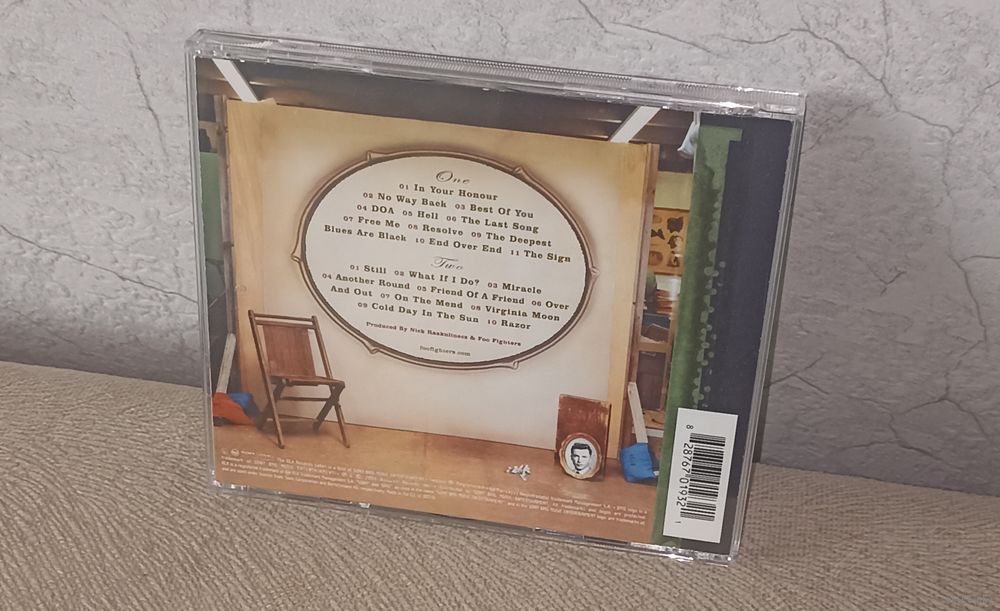 One
01 In Your Honour
02 No Way Back 03 Best Of You
04 DOA 05 Hell 06 The Last Song
07 Free Me 08 Resolve 09 The Deepest
Blues Are Black 10 End Over End 11 The Sign
Two
01 Still 02 What If I Do? 03 Miracle
04 Another Round 05 Friend Of A Friend 06 Over
And Out 07 On The Mend 08 Virginia Moon
09 Cold Day In The Sun 10 Razor
Produced By Nick Raskulinecz & Foo Fighters
foofighters.com
8 28767 01932 1